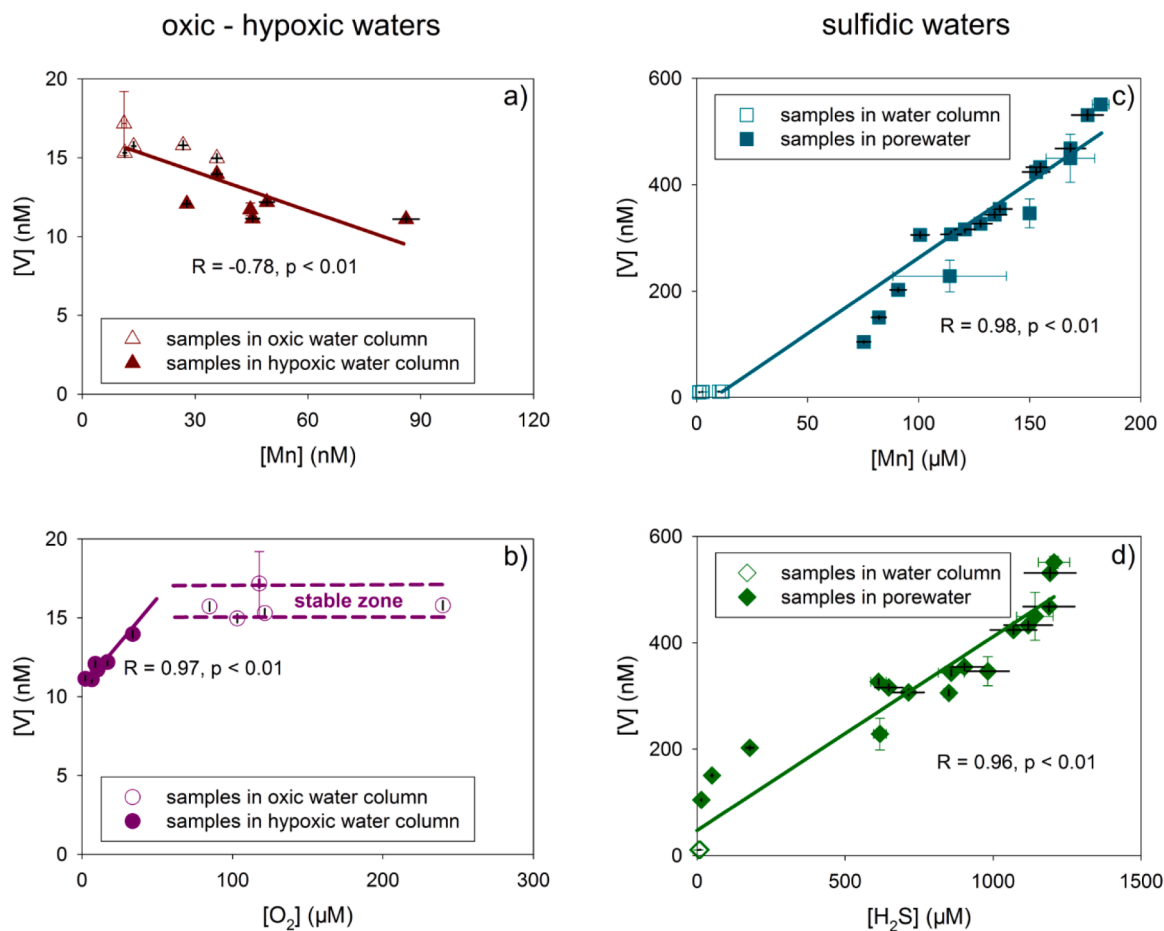 oxic - hypoxic waters
sulfidic waters
a)
20
15
10
5
0
[V] (nM)
R = -0.78, p < 0.01
samples in oxic water column
samples in hypoxic water column
0 30 60 90 120
[Mn] (nM)
c)
600
400
200
0
[V] (nM)
samples in water column
samples in porewater
R = 0.98, p < 0.01
0 50 100 150 200
[Mn] (µM)
b)
20
15
10
5
0
[V] (nM)
stable zone
R = 0.97, p < 0.01
samples in oxic water column
samples in hypoxic water column
0 100 200 300
[O₂] (µM)
d)
600
400
200
0
[V] (nM)
samples in water column
samples in porewater
R = 0.96, p < 0.01
0 500 1000 1500
[H₂S] (µM)